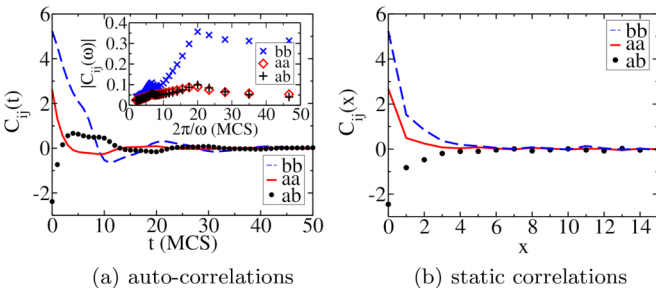 6
4
2
0
-2
C_ij(t)
0 10 20 30 40 50
t (MCS)
bb
aa
ab
0.4
0.3
0.2
0.1
0
|C_ij(ω)|
2 8 10 20 30 40
2π/ω (MCS)
bb
aa
ab
(a) auto-correlations
6
4
2
0
-2
C_ij(x)
0 2 4 6 8 10 12 14
x
bb
aa
ab
(b) static correlations